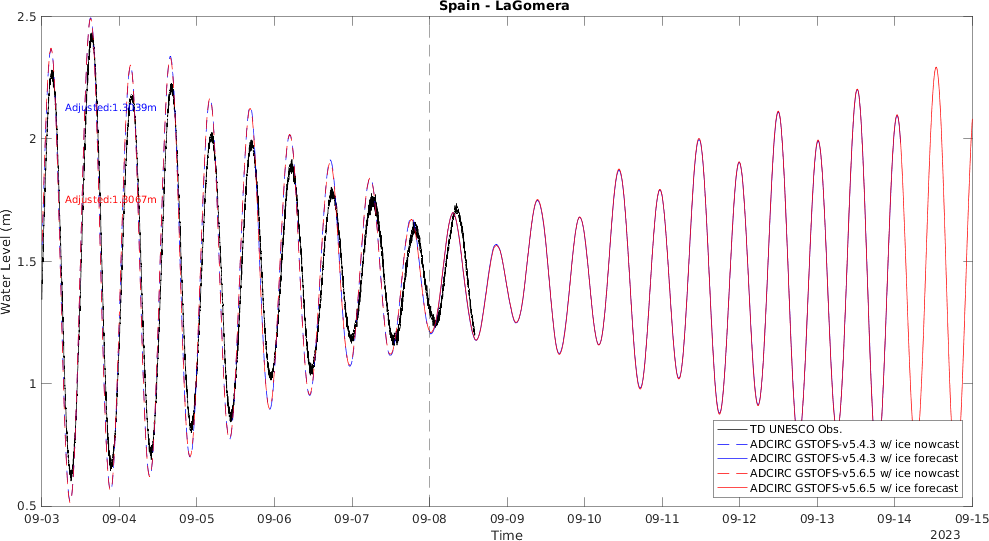 Spain - LaGomera
2.5
2
1.5
1
0.5
Water Level (m)
Adjusted:1.3039m
Adjusted:1.3067m
TD UNESCO Obs.
ADCIRC GSTOFS-v5.4.3 w/ ice nowcast
ADCIRC GSTOFS-v5.4.3 w/ ice forecast
ADCIRC GSTOFS-v5.6.5 w/ ice nowcast
ADCIRC GSTOFS-v5.6.5 w/ ice forecast
09-03 09-04 09-05 09-06 09-07 09-08 09-09 09-10 09-11 09-12 09-13 09-14 09-15
Time
2023